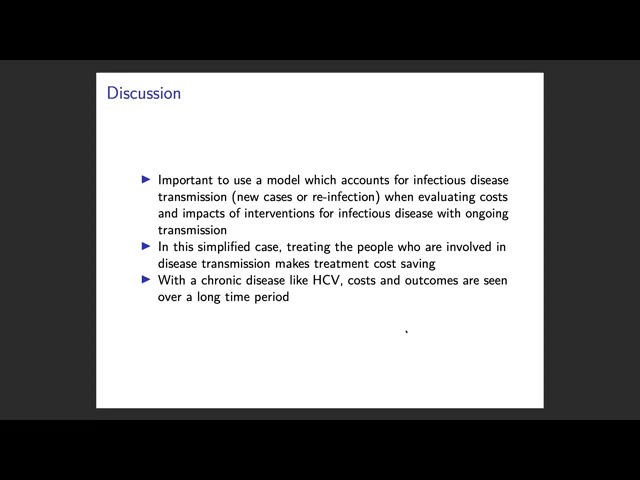 Discussion
Important to use a model which accounts for infectious disease
transmission (new cases or re-infection) when evaluating costs
and impacts of interventions for infectious disease with ongoing
transmission
In this simplified case, treating the people who are involved in
disease transmission makes treatment cost saving
With a chronic disease like HCV, costs and outcomes are seen
over a long time period